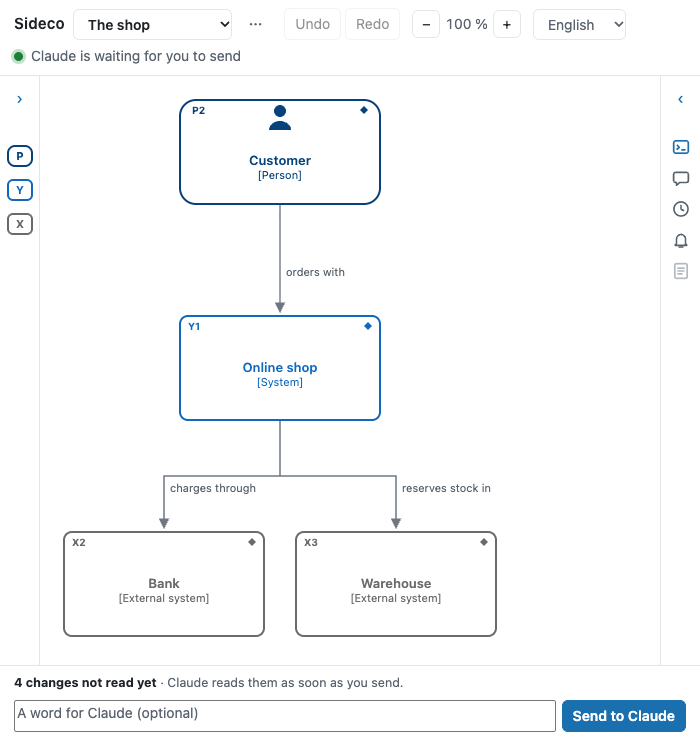 Sideco The shop ... Undo Redo − 100 % + English
Claude is waiting for you to send
P
Y
X
P2
Customer
[Person]
orders with
Y1
Online shop
[System]
charges through
reserves stock in
X2
Bank
[External system]
X3
Warehouse
[External system]
4 changes not read yet · Claude reads them as soon as you send.
A word for Claude (optional)
Send to Claude